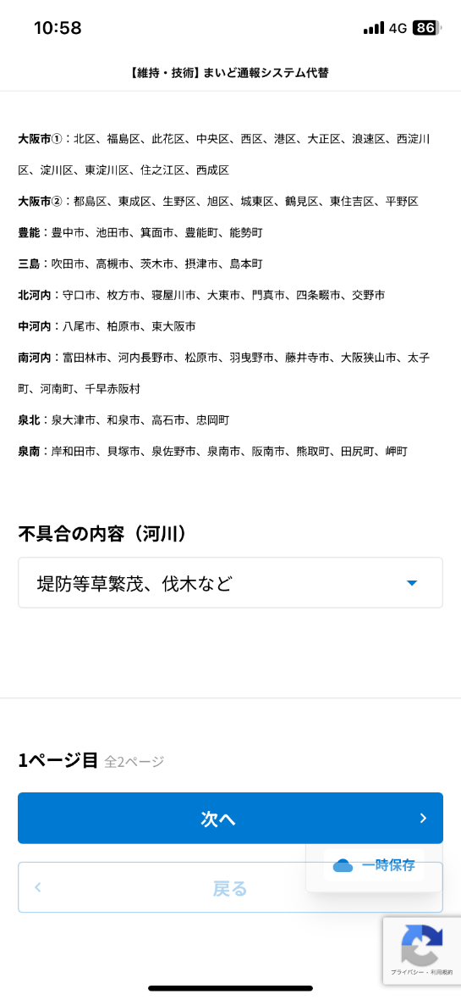 10:58
4G 86
【維持・技術】まいど通報システム代替
大阪市①：北区、福島区、此花区、中央区、西区、港区、大正区、浪速区、西淀川
区、淀川区、東淀川区、住之江区、西成区
大阪市②：都島区、東成区、生野区、旭区、城東区、鶴見区、東住吉区、平野区
豊能：豊中市、池田市、箕面市、豊能町、能勢町
三島：吹田市、高槻市、茨木市、摂津市、島本町
北河内：守口市、枚方市、寝屋川市、大東市、門真市、四条畷市、交野市
中河内：八尾市、柏原市、東大阪市
南河内：富田林市、河内長野市、松原市、羽曳野市、藤井寺市、大阪狭山市、太子
町、河南町、千早赤阪村
泉北：泉大津市、和泉市、高石市、忠岡町
泉南：岸和田市、貝塚市、泉佐野市、泉南市、阪南市、熊取町、田尻町、岬町
不具合の内容（河川）
堤防等草繁茂、伐木など
1ページ目 全2ページ
次へ
一時保存
戻る
プライバシー - 利用規約